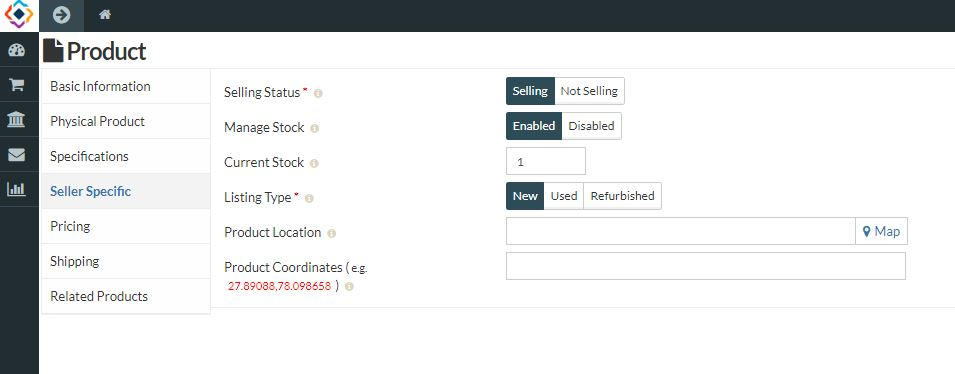 Product
Basic Information
Physical Product
Specifications
Seller Specific
Pricing
Shipping
Related Products
Selling Status * Selling Not Selling
Manage Stock Enabled Disabled
Current Stock 1
Listing Type * New Used Refurbished
Product Location Map
Product Coordinates ( e.g.
27.89088,78.098658 )